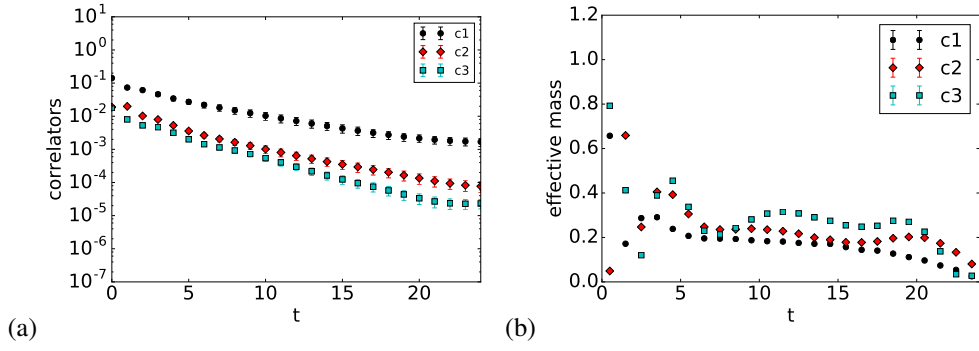 10^1
10^0
10^-1
10^-2
10^-3
10^-4
10^-5
10^-6
10^-7
correlators
0 5 10 15 20
t
c1
c2
c3
(a)
1.2
1.0
0.8
0.6
0.4
0.2
0.0
effective mass
0 5 10 15 20
t
c1
c2
c3
(b)